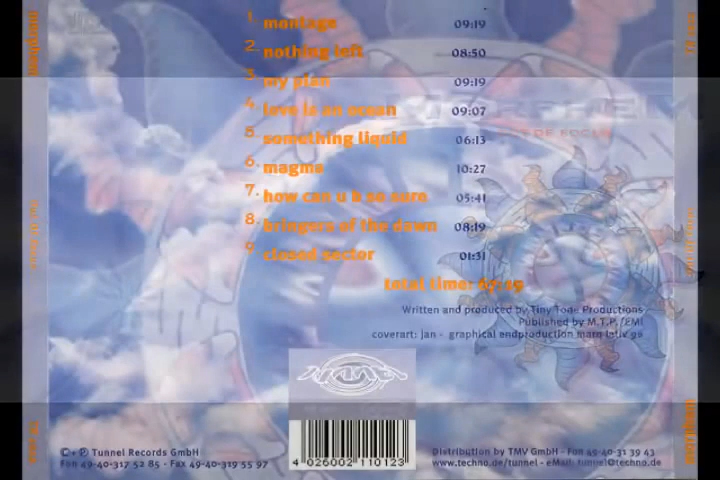 1. montage 09:19
2. nothing left 08:50
3. my plan 09:19
4. love is an ocean 09:07
5. something liquid 06:13
6. magma 10:27
7. how can u b so sure 05:41
8. bringers of the dawn 08:19
9. closed sector 01:31
total time: 67:29
Written and produced by Tiny Tode Productions
Published by M.T.P./EMI
coverart: jan - graphical endproduction
C + P Tunnel Records GmbH
Fon 49-40-317 52 85 - Fax 49-40-319 55 97
4 026002 110123
Distribution by TMV GmbH - Fon 49-40-31 39 43
www.techno.de/tunnel - eMail: tunnel@techno.de